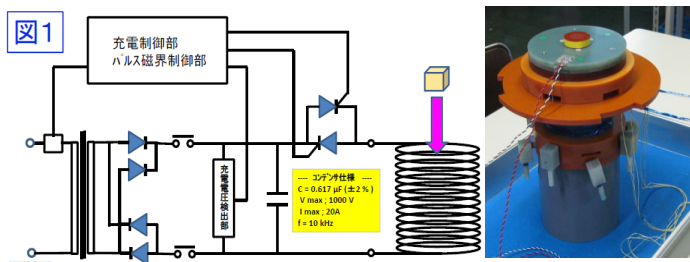 図1
充電制御部
パルス磁界制御部
充電電圧検出部
---- コンデンサ仕様 ----
C = 0.617 μF (±2 % )
V max ; 1000 V
I max ; 20A
f = 10 kHz